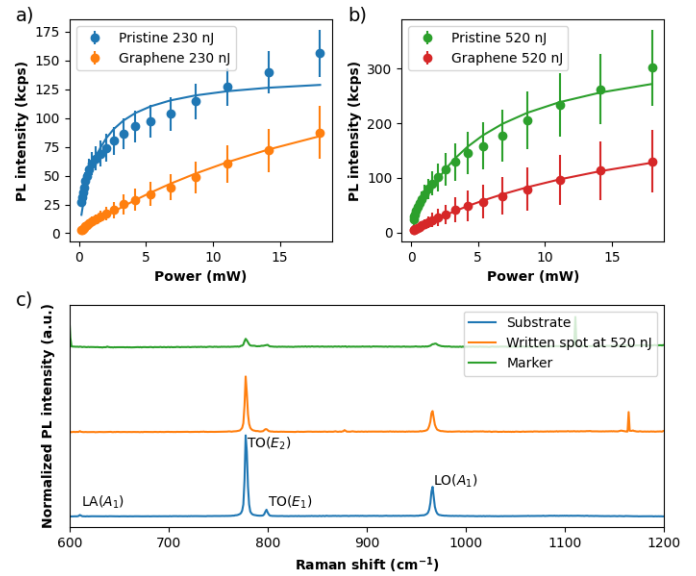 a)
b)
Pristine 230 nJ
Graphene 230 nJ
PL intensity (kcps)
175
150
125
100
75
50
25
0
0
5
10
15
Power (mW)
Pristine 520 nJ
Graphene 520 nJ
PL intensity (kcps)
300
200
100
0
0
5
10
15
Power (mW)
c)
Normalized PL intensity (a.u.)
Substrate
Written spot at 520 nJ
Marker
LA(A₁)
TO(E₂)
TO(E₁)
LO(A₁)
600
700
800
900
1000
1100
1200
Raman shift (cm⁻¹)